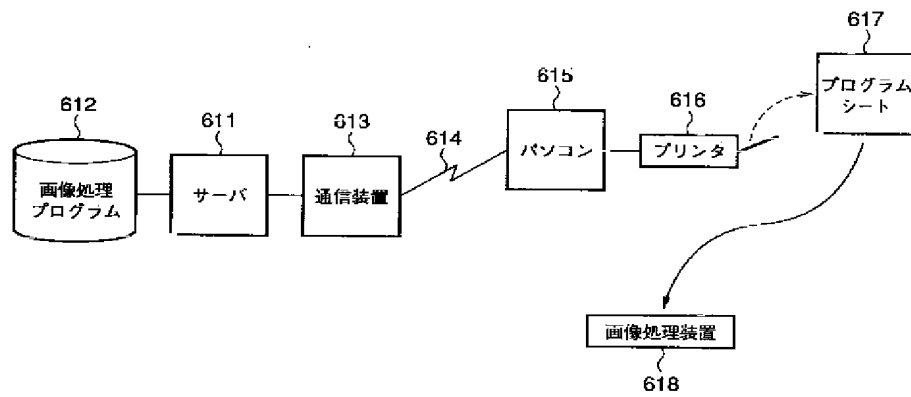 617
プログラム
シート
615
パソコン
616
プリンタ
612
画像処理
プログラム
611
サーバ
613
通信装置
614
画像処理装置
618